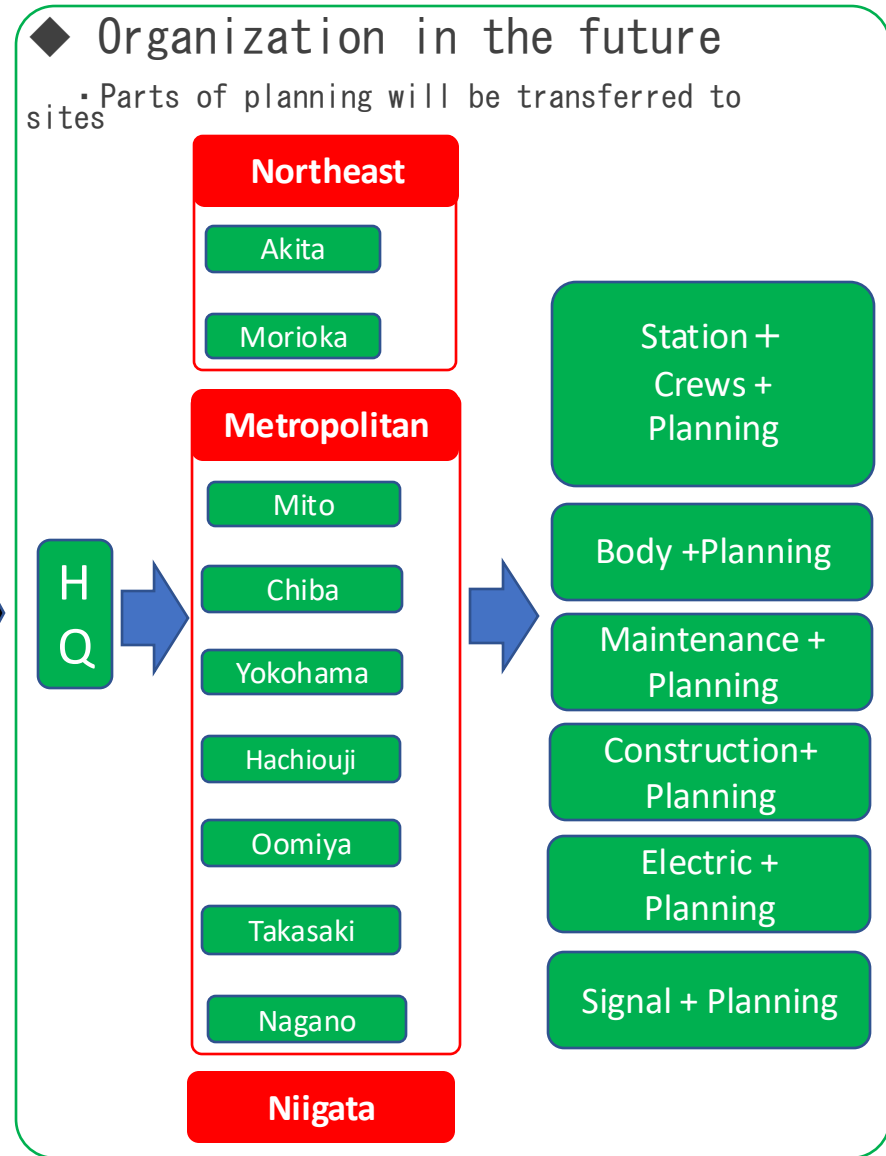 ◆ Organization in the future
・Parts of planning will be transferred to
sites
Northeast
Akita
Morioka
Metropolitan
Mito
Chiba
Yokohama
Hachiouji
Oomiya
Takasaki
Nagano
Niigata
H
Q
Station＋
Crews +
Planning
Body +Planning
Maintenance +
Planning
Construction+
Planning
Electric +
Planning
Signal + Planning